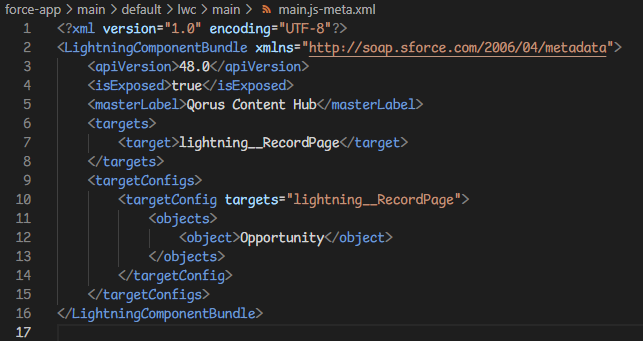 force-app > main > default > lwc > main > main.js-meta.xml
1 <?xml version="1.0" encoding="UTF-8"?>
2 <LightningComponentBundle xmlns="http://soap.sforce.com/2006/04/metadata">
3     <apiVersion>48.0</apiVersion>
4     <isExposed>true</isExposed>
5     <masterLabel>Qorus Content Hub</masterLabel>
6     <targets>
7         <target>lightning__RecordPage</target>
8     </targets>
9     <targetConfigs>
10         <targetConfig targets="lightning__RecordPage">
11             <objects>
12                 <object>Opportunity</object>
13             </objects>
14         </targetConfig>
15     </targetConfigs>
16 </LightningComponentBundle>
17